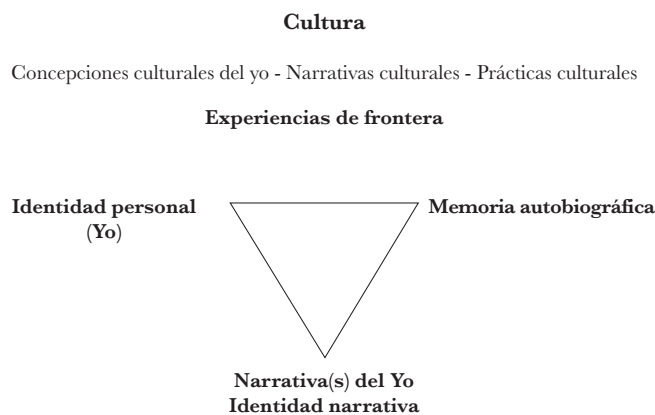 Cultura
Concepciones culturales del yo - Narrativas culturales - Prácticas culturales
Experiencias de frontera
Identidad personal
(Yo)
Memoria autobiográfica
Narrativa(s) del Yo
Identidad narrativa